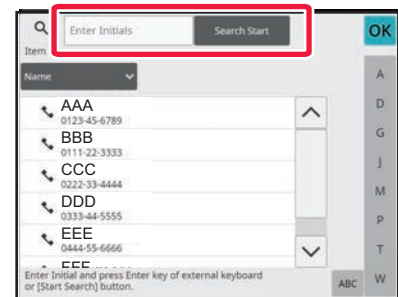 Enter Initials
Search Start
OK
Item
Name
AAA
0123-45-6789
BBB
0111-22-3333
CCC
0222-33-4444
DDD
0333-44-5555
EEE
0444-55-6666
Enter Initial and press Enter key of external keyboard
or [Start Search] button.
ABC
A
D
G
J
M
P
T
W